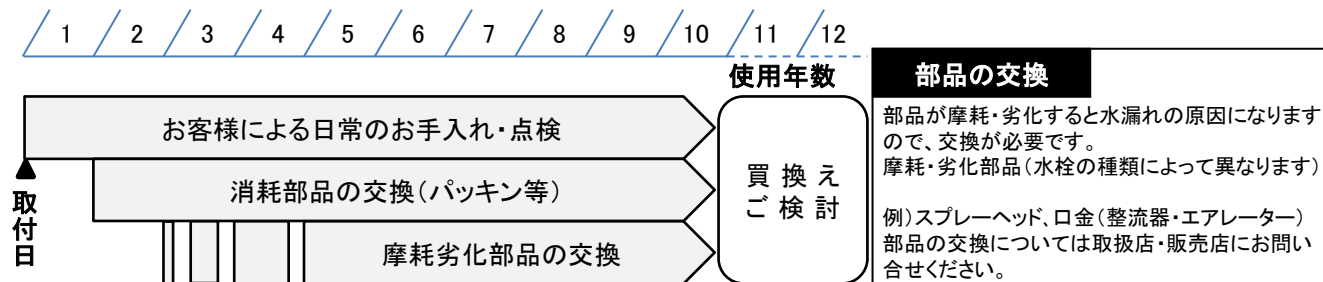 1 2 3 4 5 6 7 8 9 10 11 12
使用年数
お客様による日常のお手入れ・点検
消耗部品の交換(パッキン等)
摩耗劣化部品の交換
取付日
買換え
ご検討
部品の交換
部品が摩耗・劣化すると水漏れの原因になります
ので、交換が必要です。
摩耗・劣化部品(水栓の種類によって異なります)
例)スプレーヘッド、口金(整流器・エアレーター)
部品の交換については取扱店・販売店にお問い
合せください。